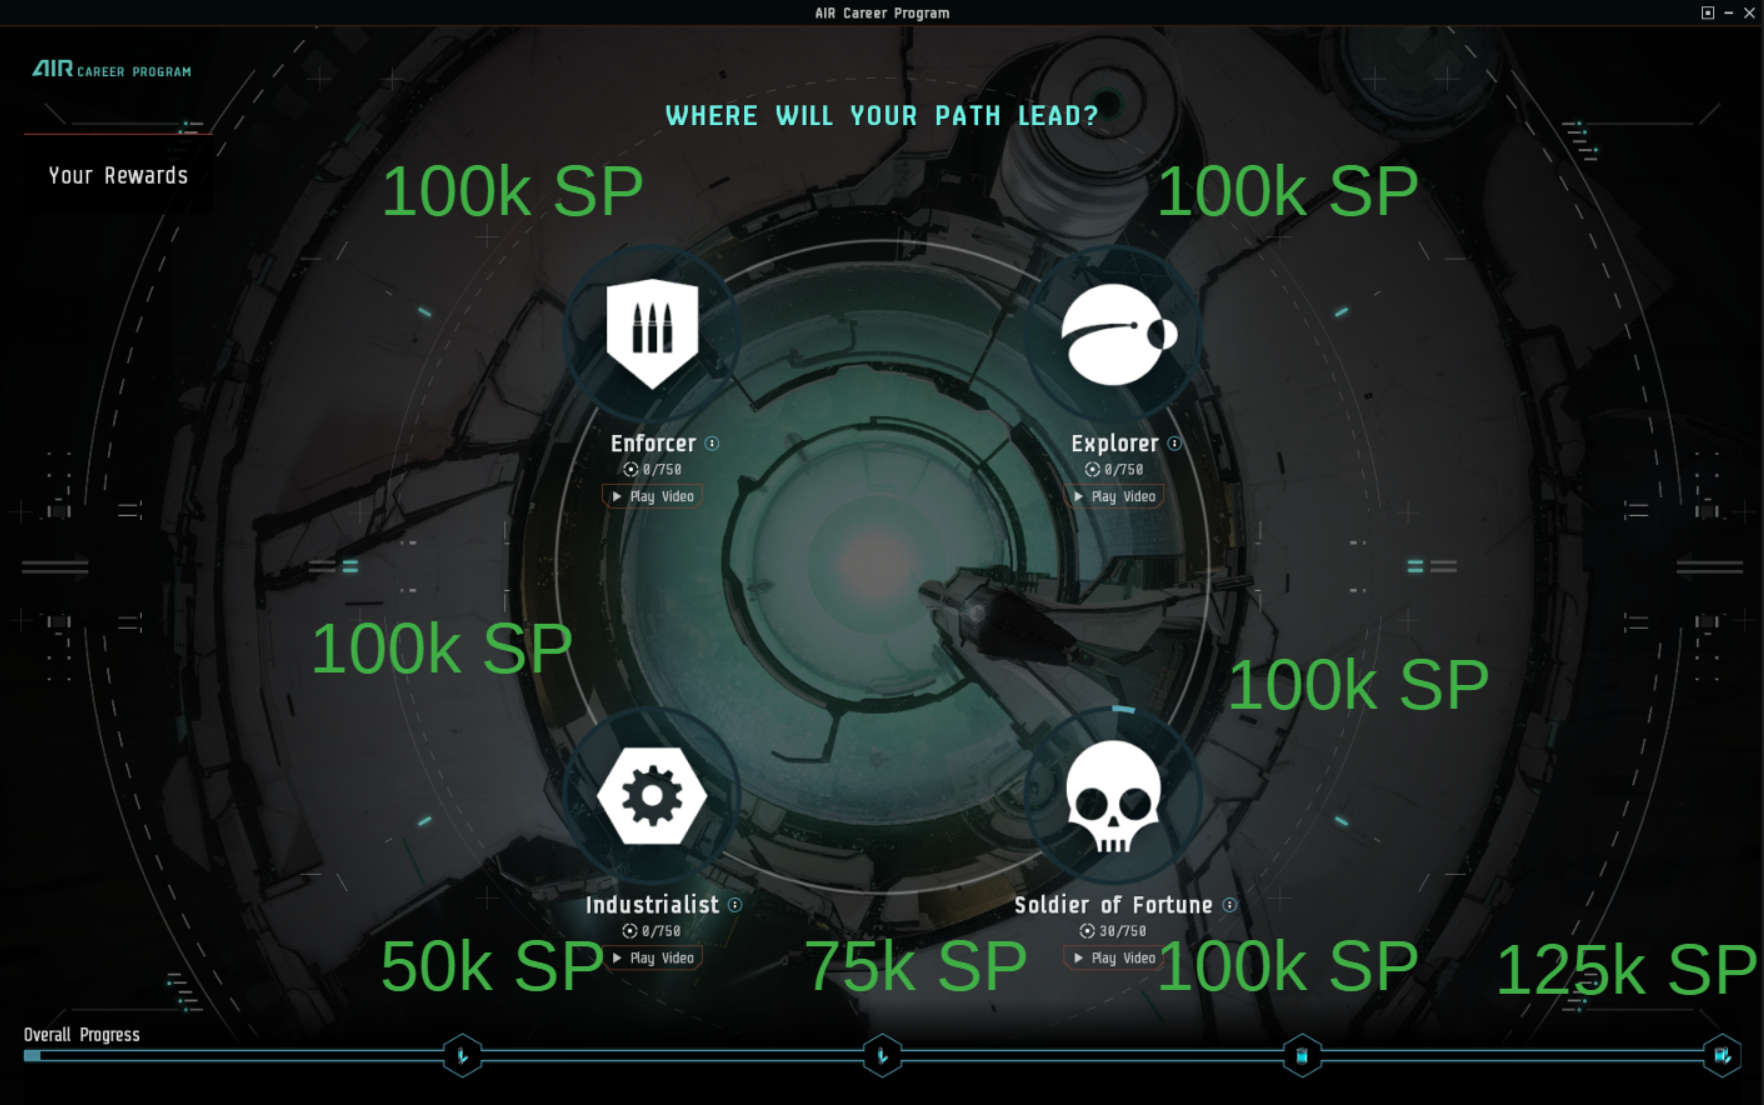 AIR Career Program
AIR CAREER PROGRAM
WHERE WILL YOUR PATH LEAD?
Your Rewards
100k SP
100k SP
Enforcer
0/750
Play Video
Explorer
0/750
Play Video
100k SP
100k SP
Industrialist
0/750
Play Video
Soldier of Fortune
30/750
Play Video
50k SP
75k SP
100k SP
125k SP
Overall Progress